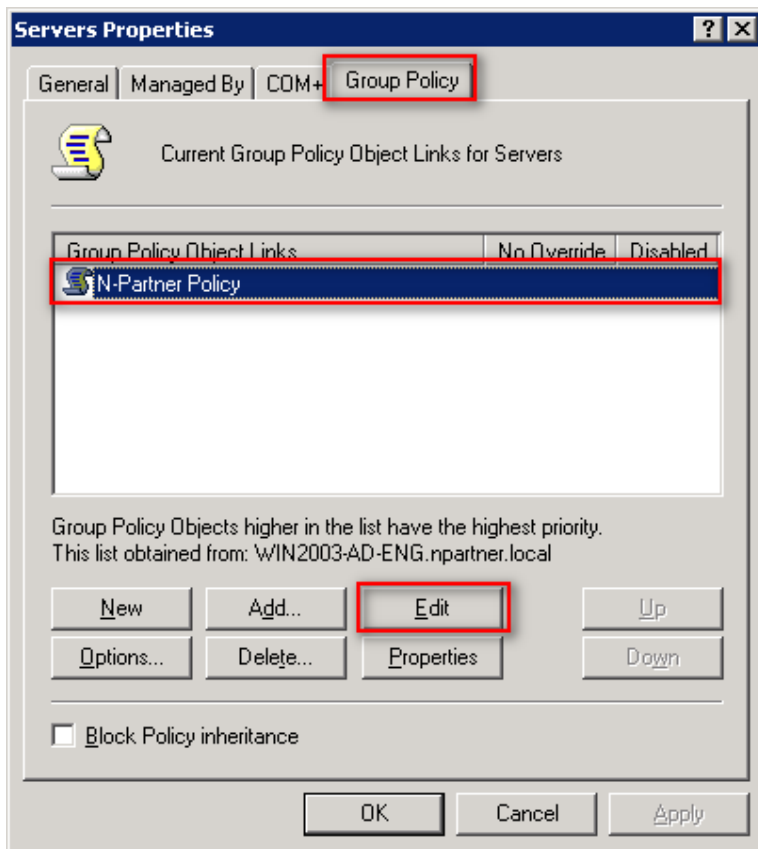 Servers Properties
General Managed By COM+ Group Policy
Current Group Policy Object Links for Servers
Group Policy Object Links No Override Disabled
N-Partner Policy
Group Policy Objects higher in the list have the highest priority.
This list obtained from: WIN2003-AD-ENG.npartner.local
New Add... Edit Up
Options... Delete... Properties Down
Block Policy inheritance
OK Cancel Apply